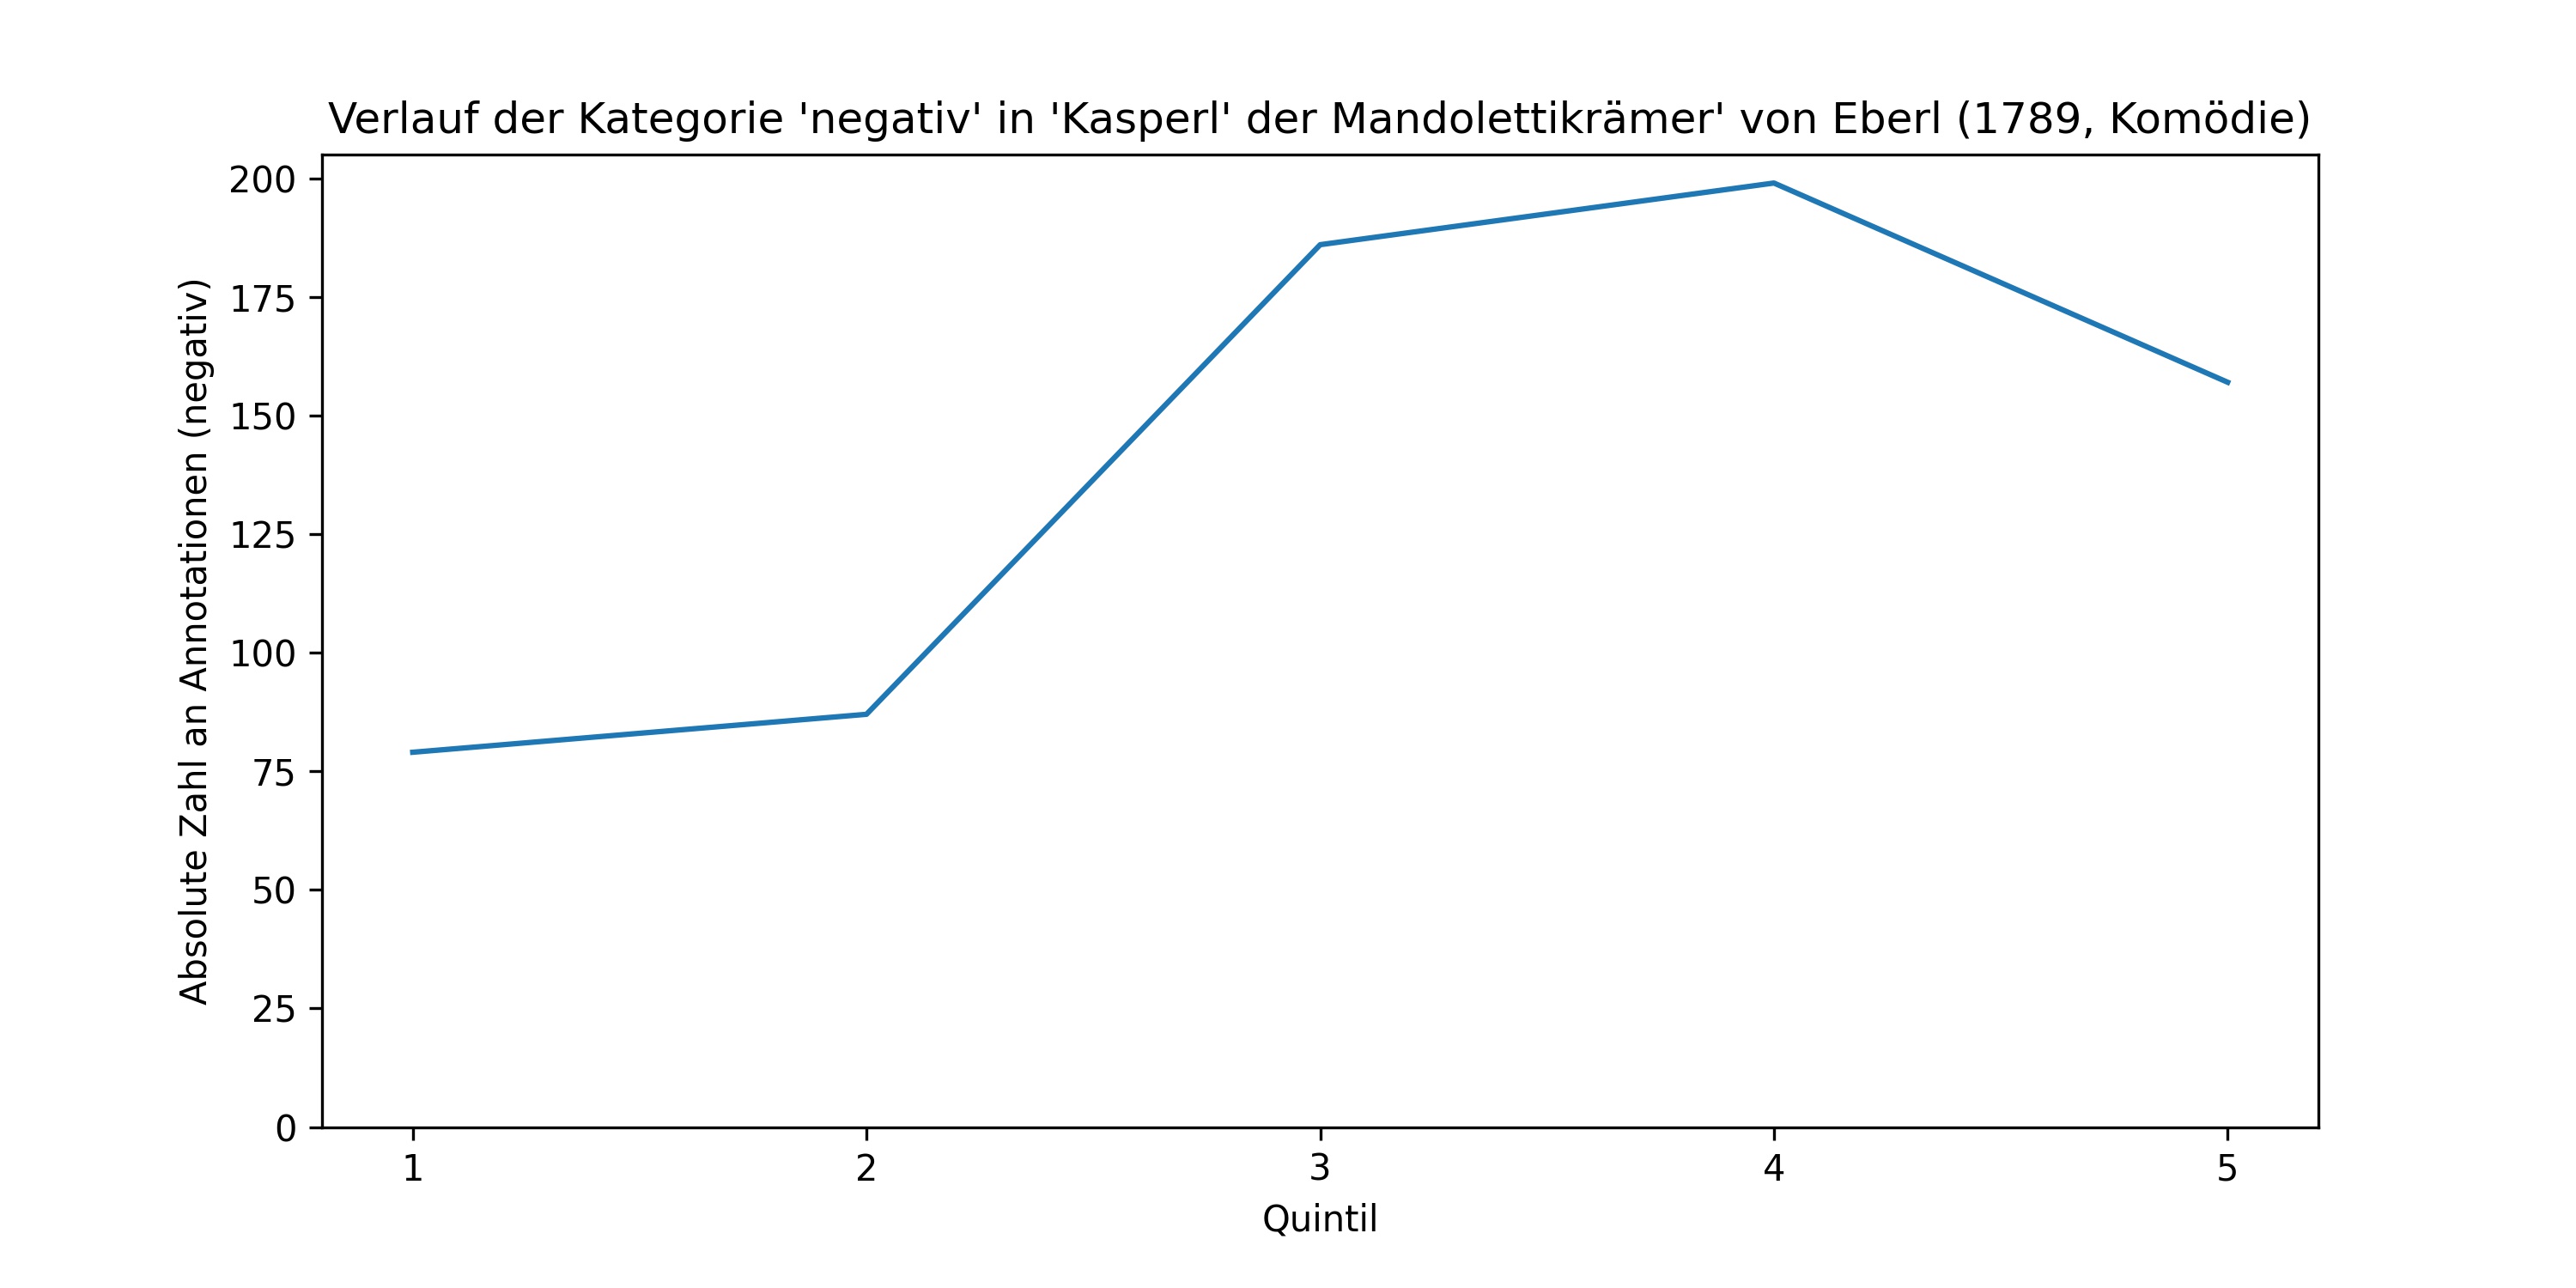 Verlauf der Kategorie 'negativ' in 'Kasperl' der Mandolettikrämer' von Eberl (1789, Komödie)
Absolute Zahl an Annotationen (negativ)
200
175
150
125
100
75
50
25
0
1 2 3 4 5
Quintil